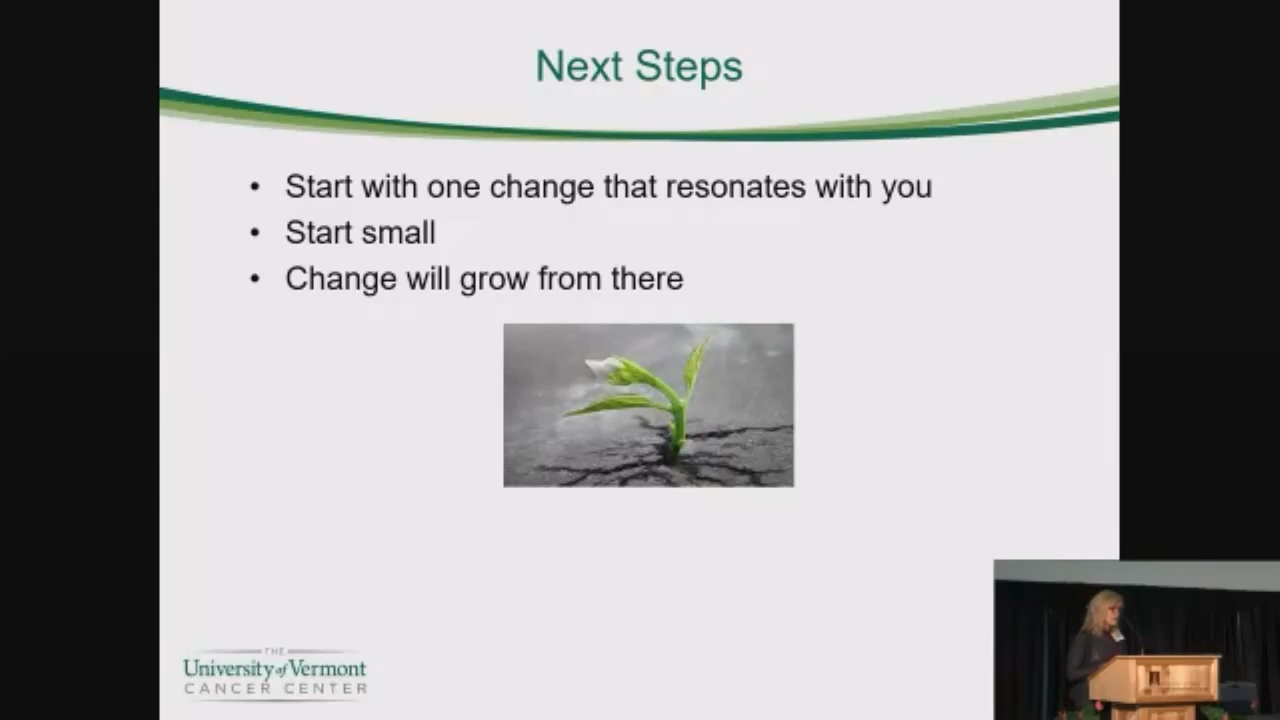 Next Steps
• Start with one change that resonates with you
• Start small
• Change will grow from there
THE
University of Vermont
CANCER CENTER